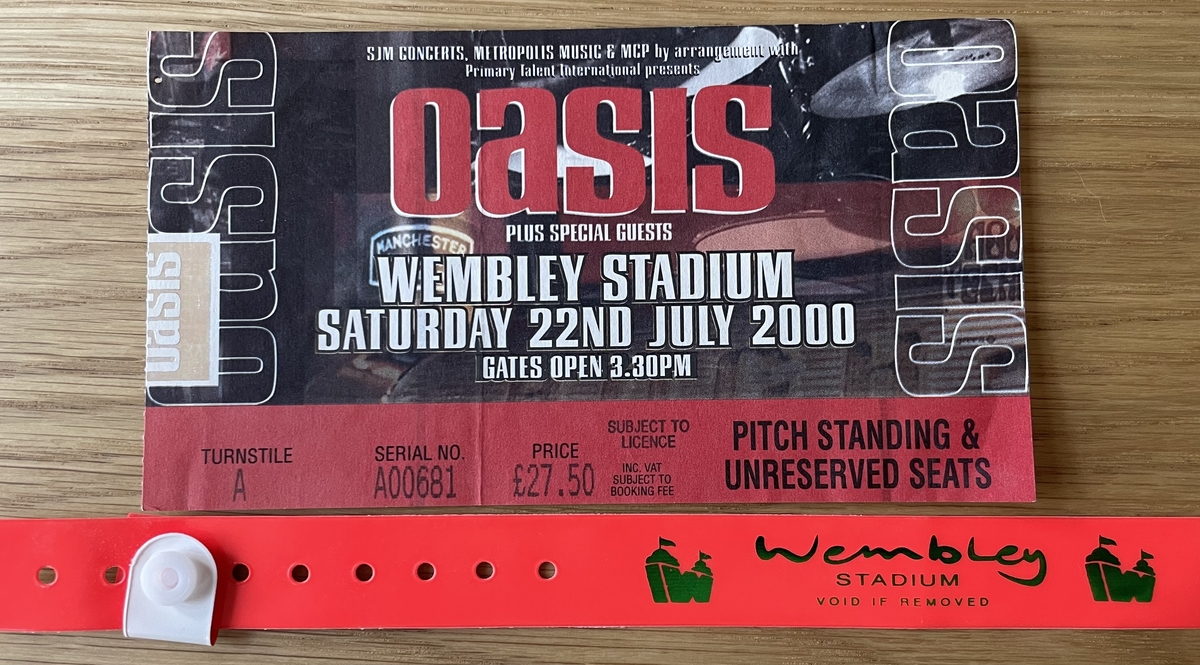 SJM CONCERTS, METROPOLIS MUSIC & MCP by arrangement with
Primary Talent International presents
oasis
PLUS SPECIAL GUESTS
MANCHESTER
WEMBLEY STADIUM
SATURDAY 22ND JULY 2000
GATES OPEN 3.30PM
oasis
oasis
oasis
TURNSTILE
A
SERIAL NO.
A00681
PRICE
£27.50
SUBJECT TO
LICENCE
INC. VAT
SUBJECT TO
BOOKING FEE
PITCH STANDING &
UNRESERVED SEATS
Wembley
STADIUM
VOID IF REMOVED